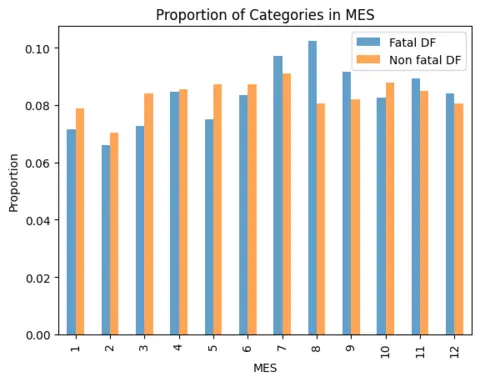 Proportion of Categories in MES
Fatal DF
Non fatal DF
0.10
0.08
0.06
0.04
0.02
0.00
Proportion
1 2 3 4 5 6 7 8 9 10 11 12
MES